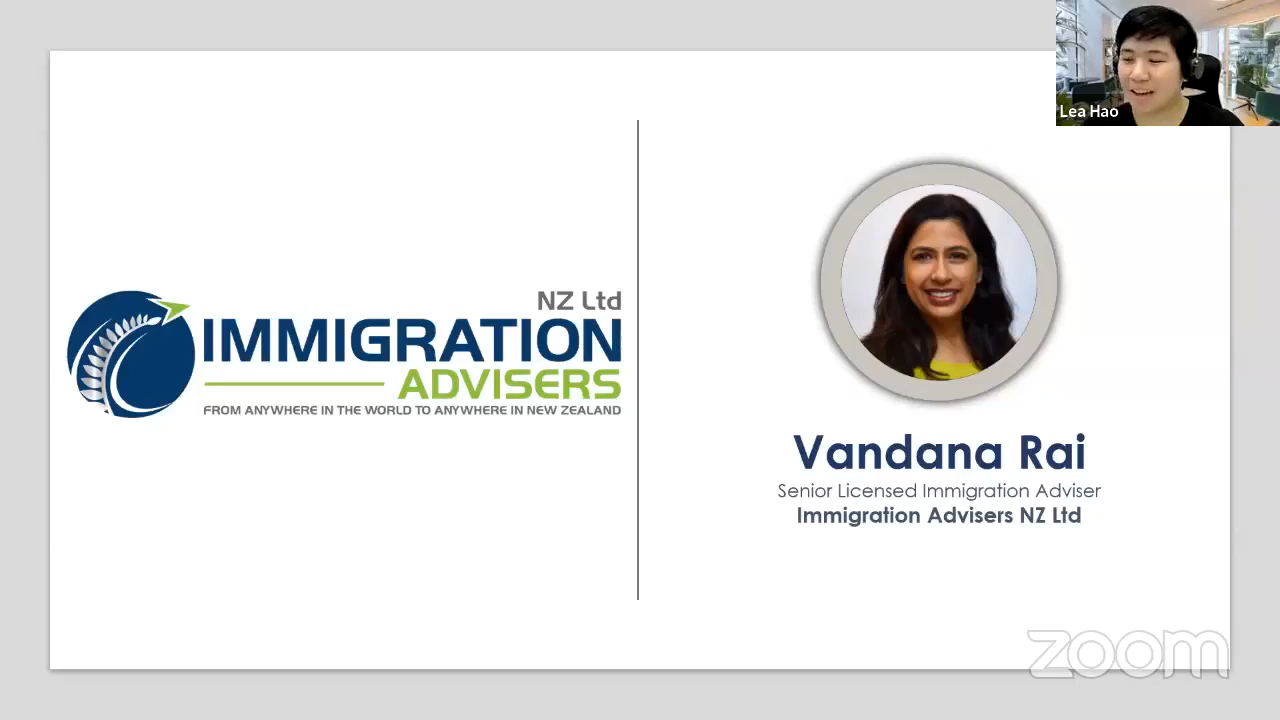 Lea Hao
NZ Ltd
IMMIGRATION
ADVISERS
FROM ANYWHERE IN THE WORLD TO ANYWHERE IN NEW ZEALAND
Vandana Rai
Senior Licensed Immigration Adviser
Immigration Advisers NZ Ltd
zoom